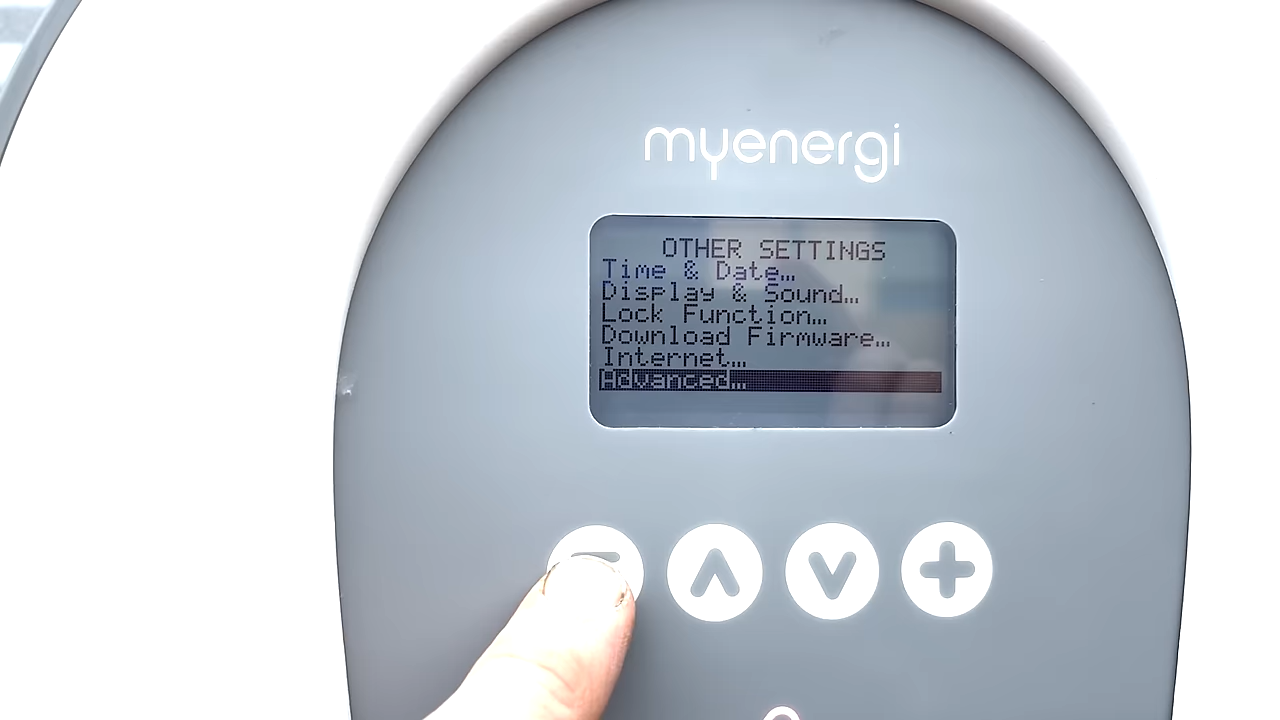 myenergi
OTHER SETTINGS
Time & Date...
Display & Sound...
Lock Function...
Download Firmware...
Internet...
Advanced...